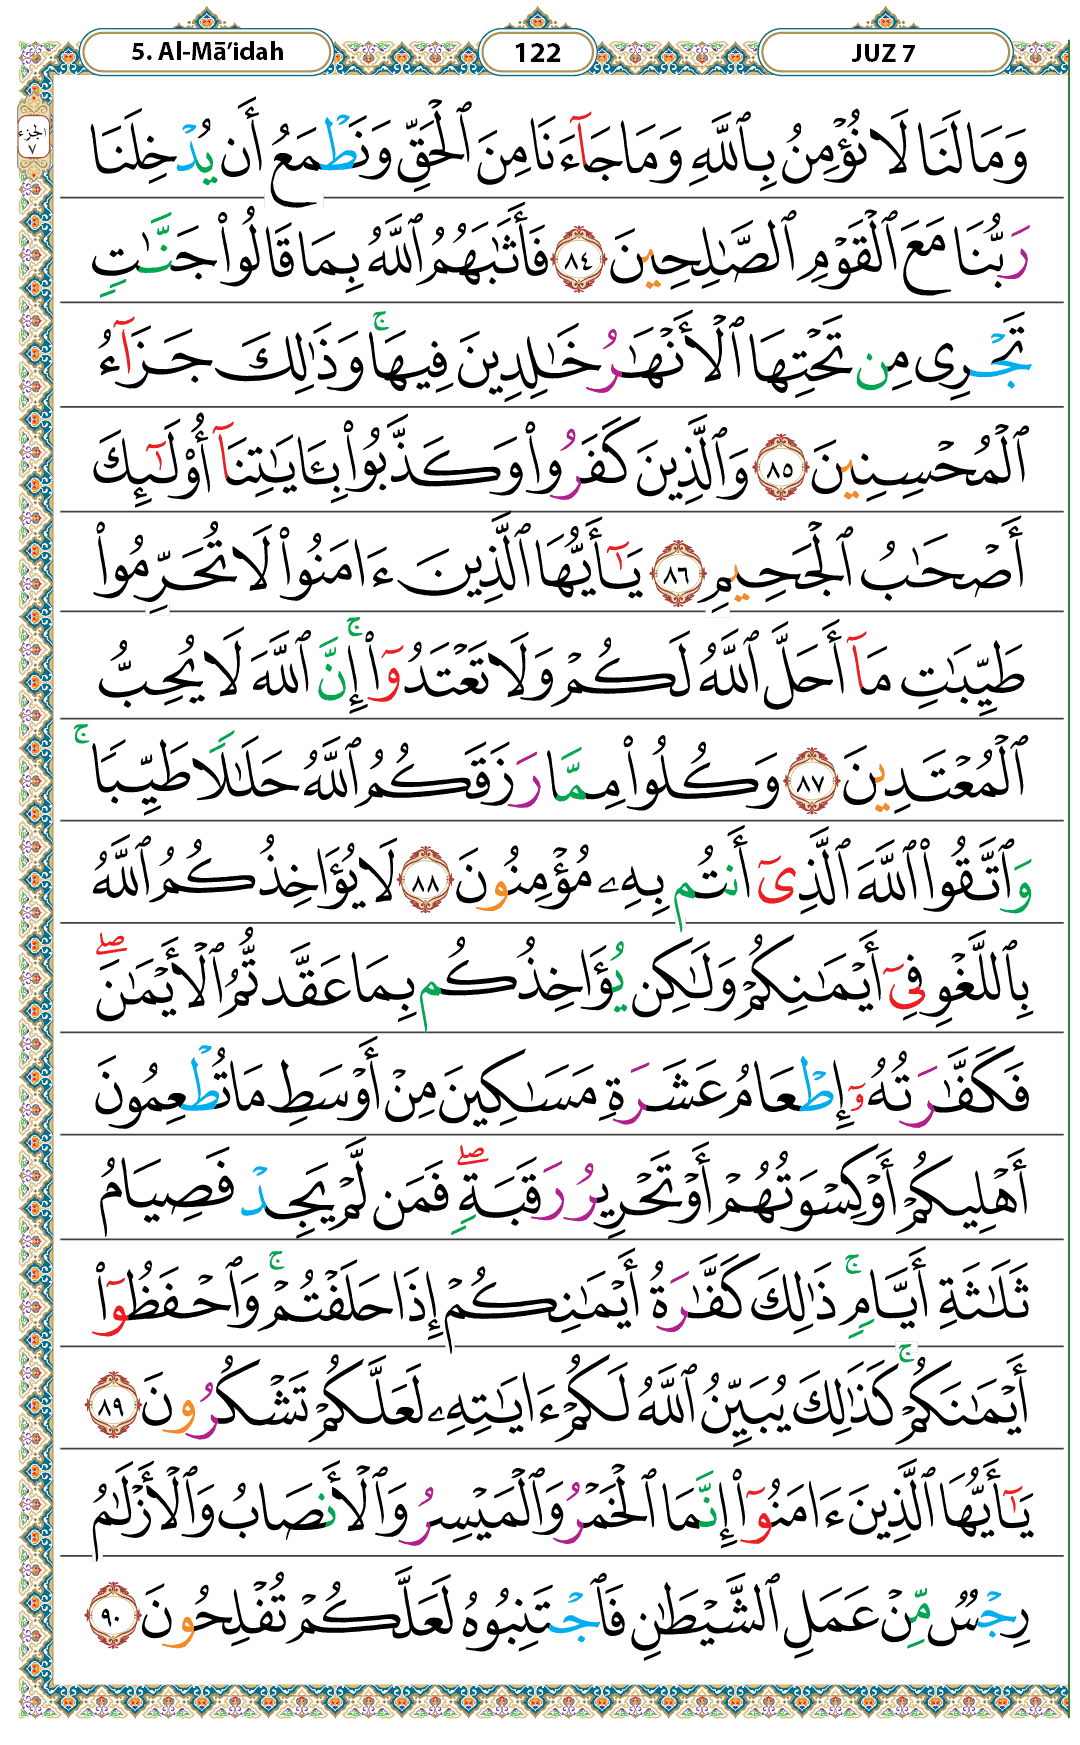 5. Al-Mā’idah 122 JUZ 7
الجزء ٧
وَمَا لَنَا لَا نُؤْمِنُ بِٱللَّهِ وَمَا جَآءَنَا مِنَ ٱلْحَقِّ وَنَطْمَعُ أَن يُدْخِلَنَا
رَبُّنَا مَعَ ٱلْقَوْمِ ٱلصَّـٰلِحِينَ ٨٤ فَأَثَـٰبَهُمُ ٱللَّهُ بِمَا قَالُوا۟ جَنَّـٰتٍ
تَجْرِى مِن تَحْتِهَا ٱلْأَنْهَـٰرُ خَـٰلِدِينَ فِيهَا ۚ وَذَٰلِكَ جَزَآءُ
ٱلْمُحْسِنِينَ ٨٥ وَٱلَّذِينَ كَفَرُوا۟ وَكَذَّبُوا۟ بِـَٔايَـٰتِنَآ أُو۟لَـٰٓئِكَ
أَصْحَـٰبُ ٱلْجَحِيمِ ٨٦ يَـٰٓأَيُّهَا ٱلَّذِينَ ءَامَنُوا۟ لَا تُحَرِّمُوا۟
طَيِّبَـٰتِ مَآ أَحَلَّ ٱللَّهُ لَكُمْ وَلَا تَعْتَدُوٓا۟ ۚ إِنَّ ٱللَّهَ لَا يُحِبُّ
ٱلْمُعْتَدِينَ ٨٧ وَكُلُوا۟ مِمَّا رَزَقَكُمُ ٱللَّهُ حَلَـٰلًا طَيِّبًا ۚ
وَٱتَّقُوا۟ ٱللَّهَ ٱلَّذِىٓ أَنتُم بِهِۦ مُؤْمِنُونَ ٨٨ لَا يُؤَاخِذُكُمُ ٱللَّهُ
بِٱللَّغْوِ فِىٓ أَيْمَـٰنِكُمْ وَلَـٰكِن يُؤَاخِذُكُم بِمَا عَقَّدتُّمُ ٱلْأَيْمَـٰنَ ۖ
فَكَفَّـٰرَتُهُۥٓ إِطْعَامُ عَشَرَةِ مَسَـٰكِينَ مِنْ أَوْسَطِ مَا تُطْعِمُونَ
أَهْلِيكُمْ أَوْ كِسْوَتُهُمْ أَوْ تَحْرِيرُ رَقَبَةٍ ۖ فَمَن لَّمْ يَجِدْ فَصِيَامُ
ثَلَـٰثَةِ أَيَّامٍ ۚ ذَٰلِكَ كَفَّـٰرَةُ أَيْمَـٰنِكُمْ إِذَا حَلَفْتُمْ ۚ وَٱحْفَظُوٓا۟
أَيْمَـٰنَكُمْ ۚ كَذَٰلِكَ يُبَيِّنُ ٱللَّهُ لَكُمْ ءَايَـٰتِهِۦ لَعَلَّكُمْ تَشْكُرُونَ ٨٩
يَـٰٓأَيُّهَا ٱلَّذِينَ ءَامَنُوٓا۟ إِنَّمَا ٱلْخَمْرُ وَٱلْمَيْسِرُ وَٱلْأَنصَابُ وَٱلْأَزْلَـٰمُ
رِجْسٌ مِّنْ عَمَلِ ٱلشَّيْطَـٰنِ فَٱجْتَنِبُوهُ لَعَلَّكُمْ تُفْلِحُونَ ٩٠